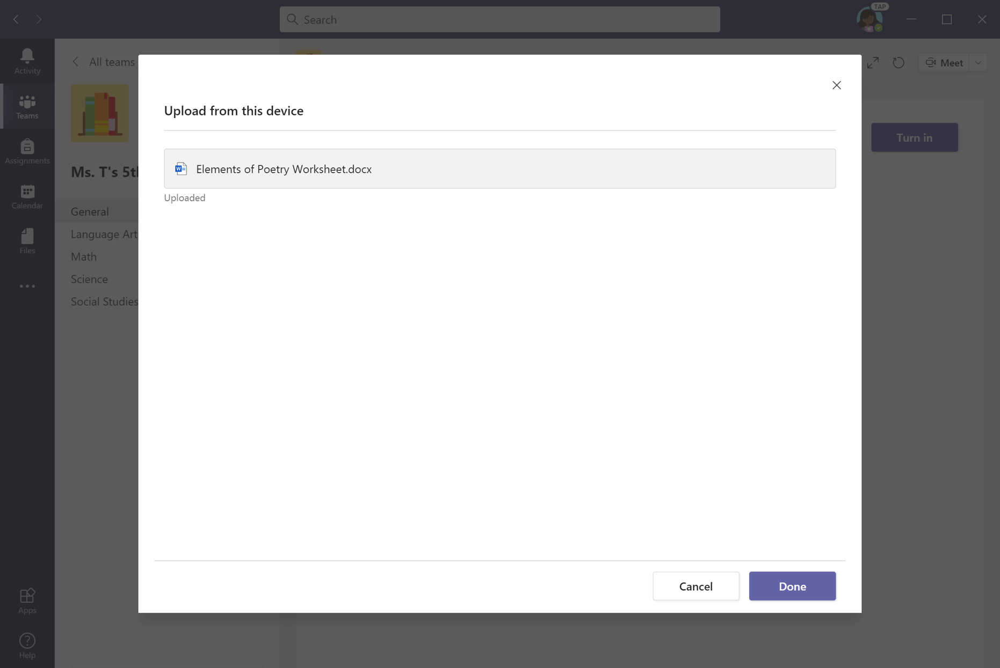 Search
TAP
Activity
Teams
Assignments
Calendar
Files
Apps
Help
All teams
Ms. T's 5th
General
Language Art
Math
Science
Social Studies
Meet
Turn in
Upload from this device
Elements of Poetry Worksheet.docx
Uploaded
Cancel
Done